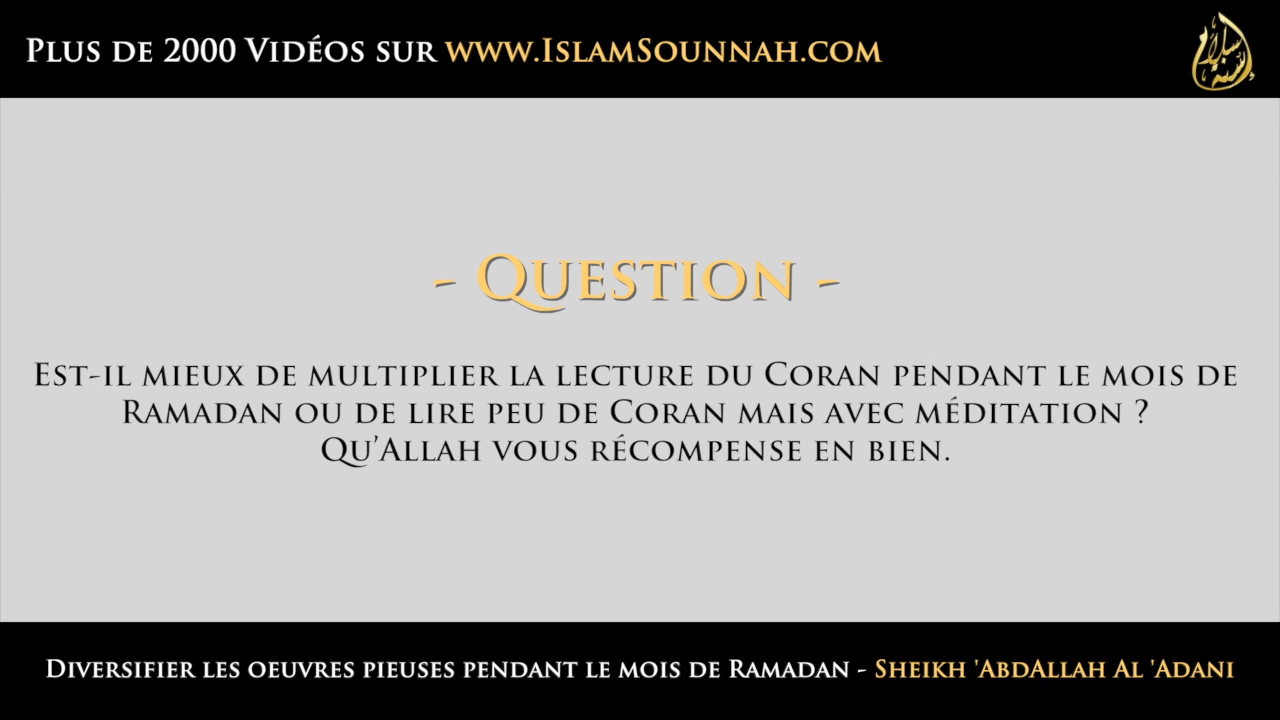 Plus de 2000 Vidéos sur www.IslamSounnah.com
إسلام
السنة
- Question -
Est-il mieux de multiplier la lecture du Coran pendant le mois de
Ramadan ou de lire peu de Coran mais avec méditation ?
Qu'Allah vous récompense en bien.
Diversifier les oeuvres pieuses pendant le mois de Ramadan - Sheikh 'AbdAllah Al 'Adani